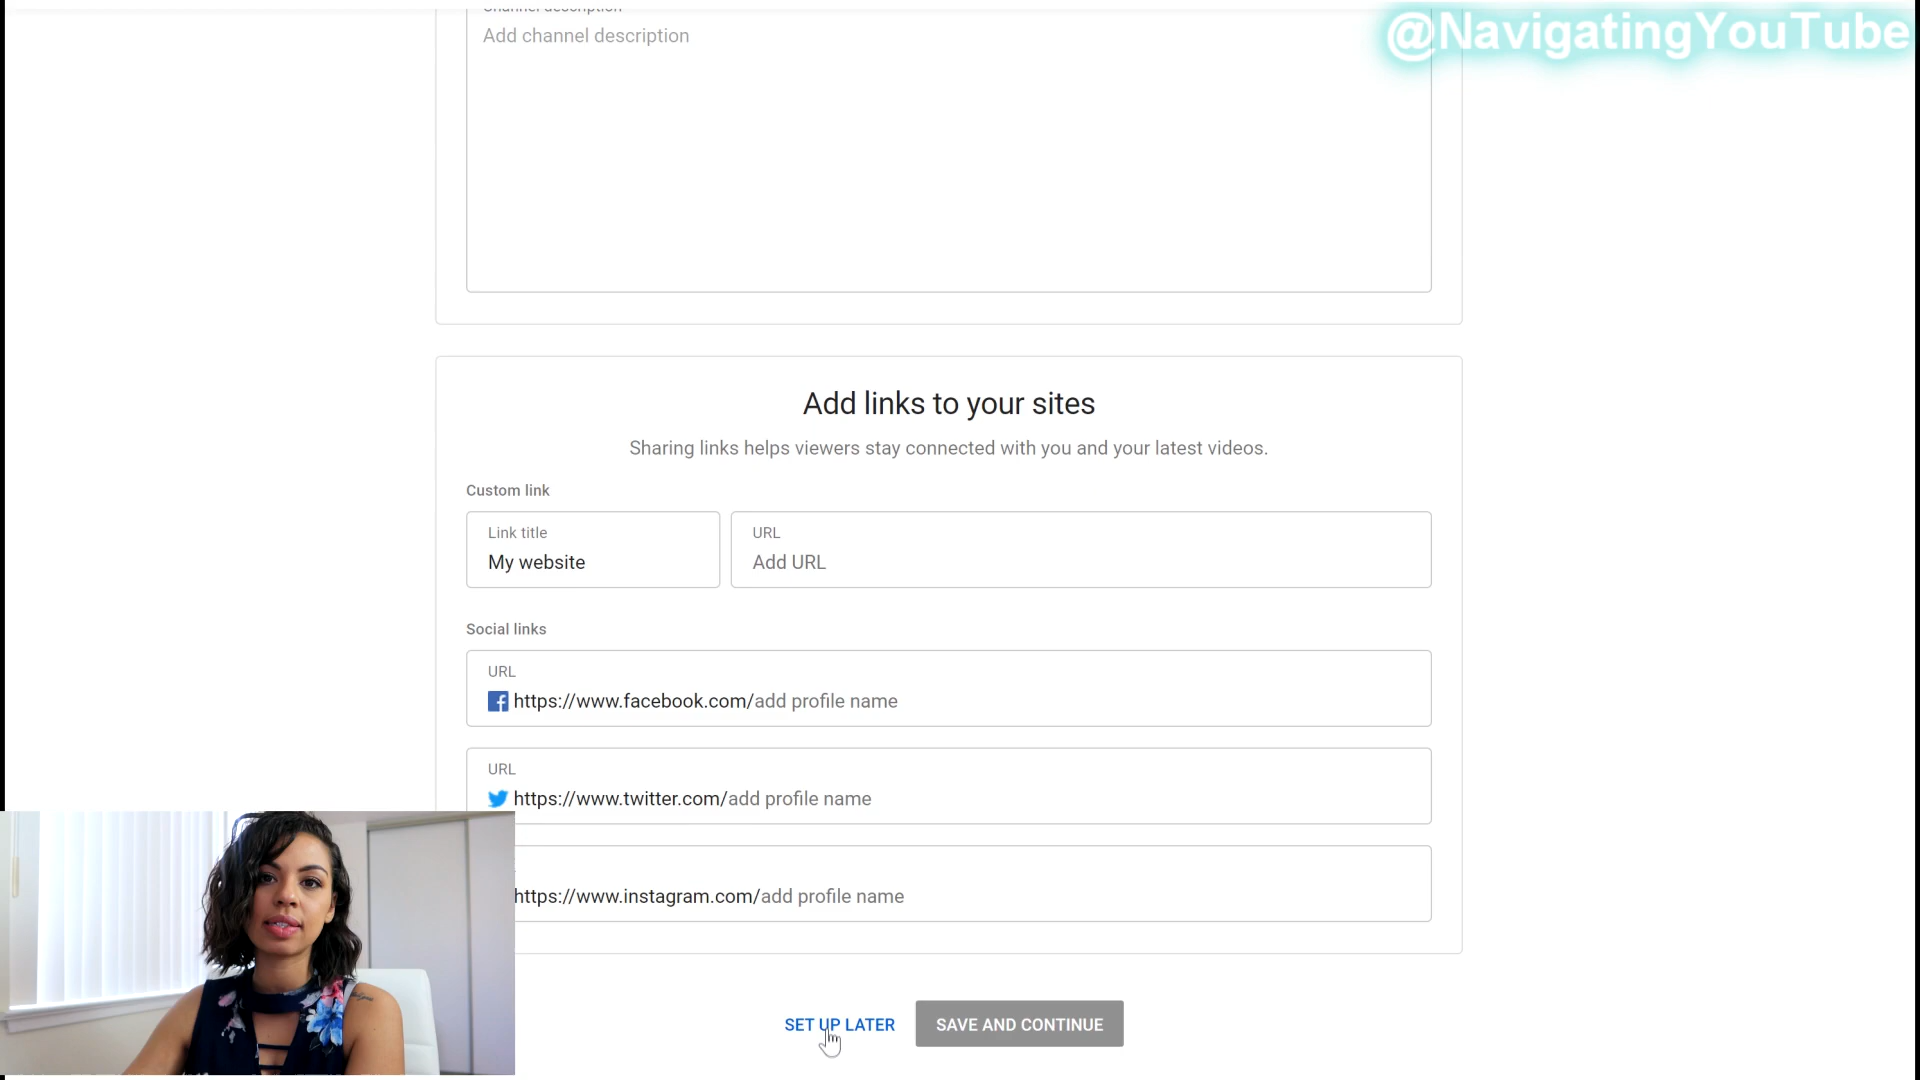 @NavigatingYouTube
Channel description
Add channel description
Add links to your sites
Sharing links helps viewers stay connected with you and your latest videos.
Custom link
Link title
My website
URL
Add URL
Social links
URL
https://www.facebook.com/add profile name
URL
https://www.twitter.com/add profile name
https://www.instagram.com/add profile name
SET UP LATER
SAVE AND CONTINUE